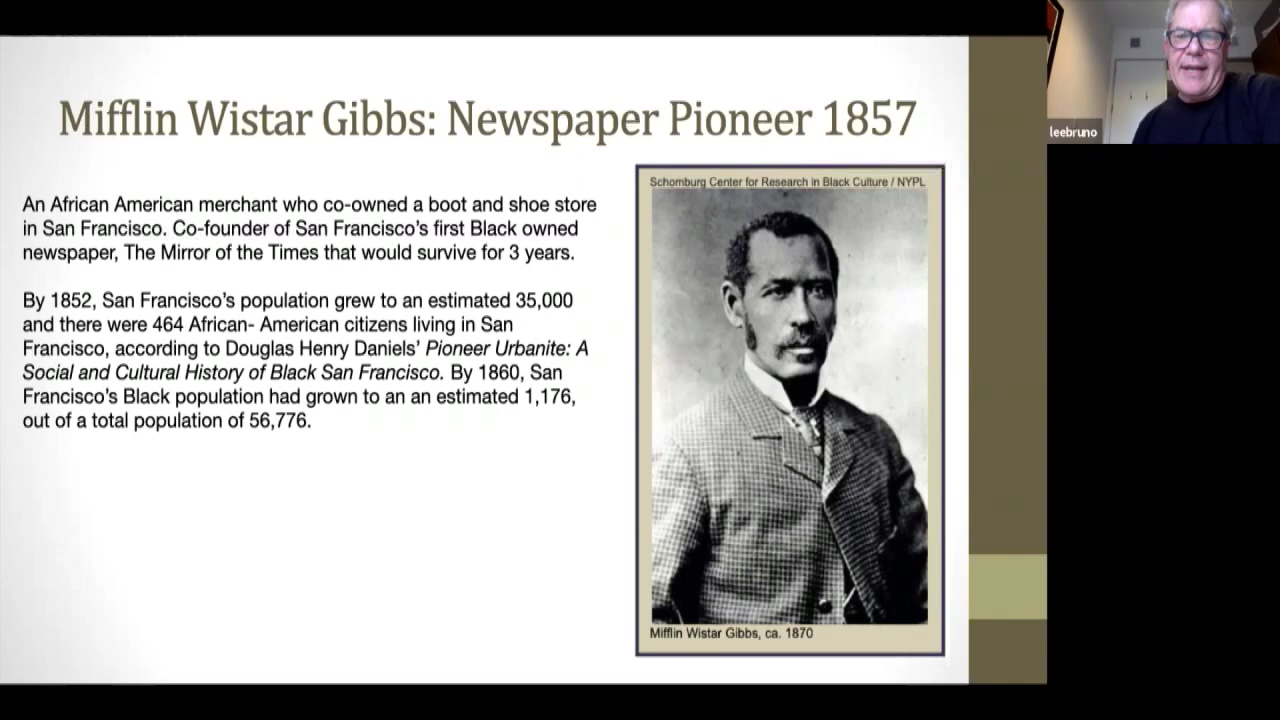 Mifflin Wistar Gibbs: Newspaper Pioneer 1857
An African American merchant who co-owned a boot and shoe store
in San Francisco. Co-founder of San Francisco’s first Black owned
newspaper, The Mirror of the Times that would survive for 3 years.
By 1852, San Francisco’s population grew to an estimated 35,000
and there were 464 African- American citizens living in San
Francisco, according to Douglas Henry Daniels’ Pioneer Urbanite: A
Social and Cultural History of Black San Francisco. By 1860, San
Francisco’s Black population had grown to an an estimated 1,176,
out of a total population of 56,776.
Schomburg Center for Research in Black Culture / NYPL
Mifflin Wistar Gibbs, ca. 1870
leebruno